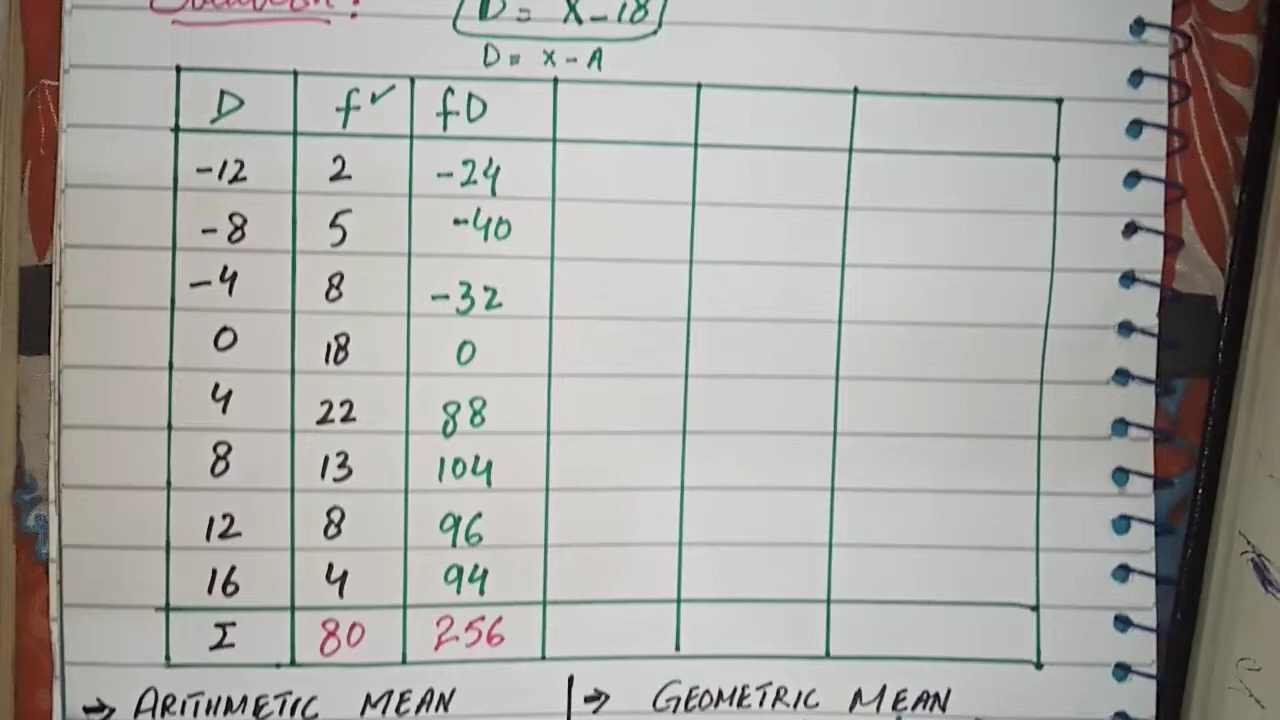 Solution:
D = x - 18
D = x - A
D f ✓ fD
-12 2 -24
-8 5 -40
-4 8 -32
0 18 0
4 22 88
8 13 104
12 8 96
16 4 94
Σ 80 256
→ ARITHMETIC MEAN | → GEOMETRIC MEAN